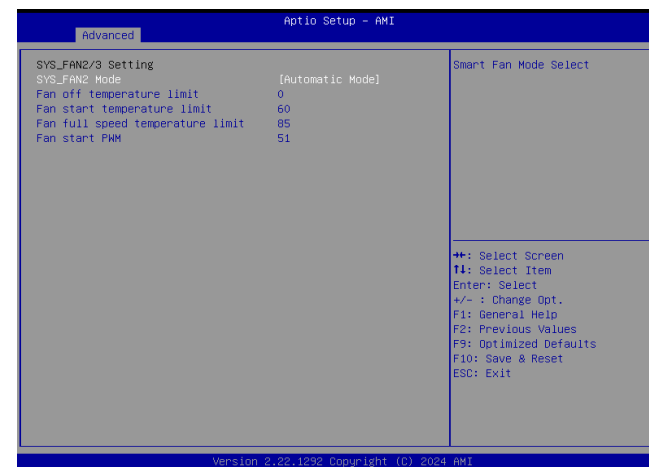 Aptio Setup – AMI
Advanced
SYS_FAN2/3 Setting
SYS_FAN2 Mode [Automatic Mode]
Fan off temperature limit 0
Fan start temperature limit 60
Fan full speed temperature limit 85
Fan start PWM 51
Smart Fan Mode Select
→←: Select Screen
↑↓: Select Item
Enter: Select
+/- : Change Opt.
F1: General Help
F2: Previous Values
F9: Optimized Defaults
F10: Save & Reset
ESC: Exit
Version 2.22.1292 Copyright (C) 2024 AMI